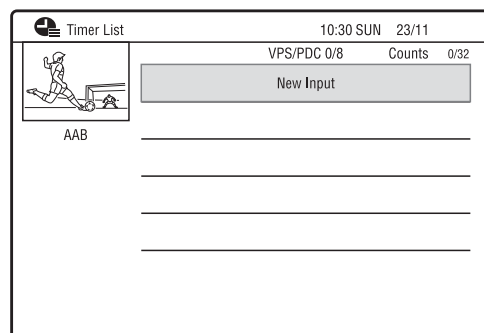 Timer List 10:30 SUN 23/11
VPS/PDC 0/8 Counts 0/32
New Input
AAB